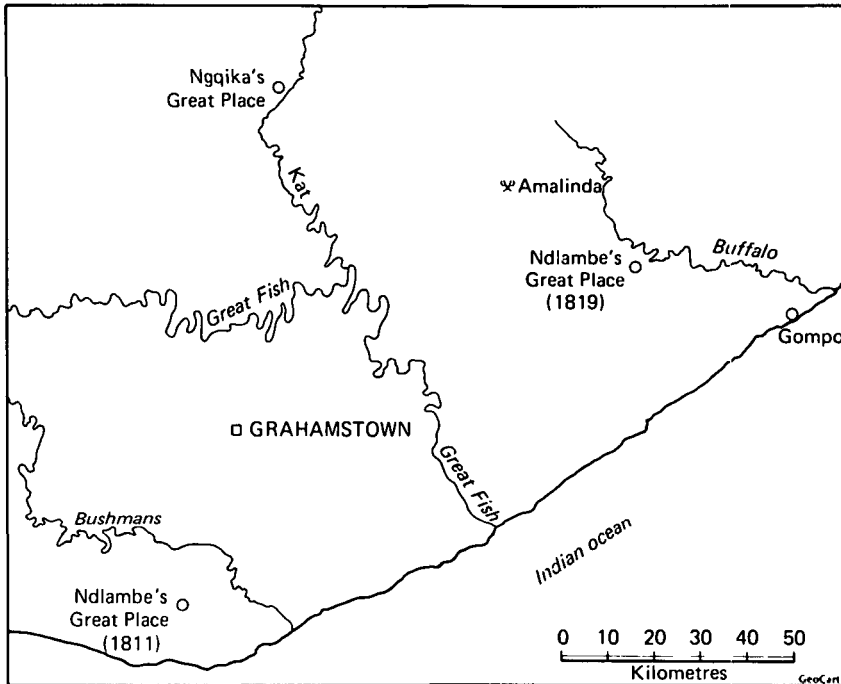 Ngqika's
Great Place
Kat
Amalinda
Ndlambe's
Great Place
(1819)
Buffalo
Gompo
Great Fish
GRAHAMSTOWN
Great Fish
Bushmans
Indian ocean
Ndlambe's
Great Place
(1811)
0 10 20 30 40 50
Kilometres
GeoCart